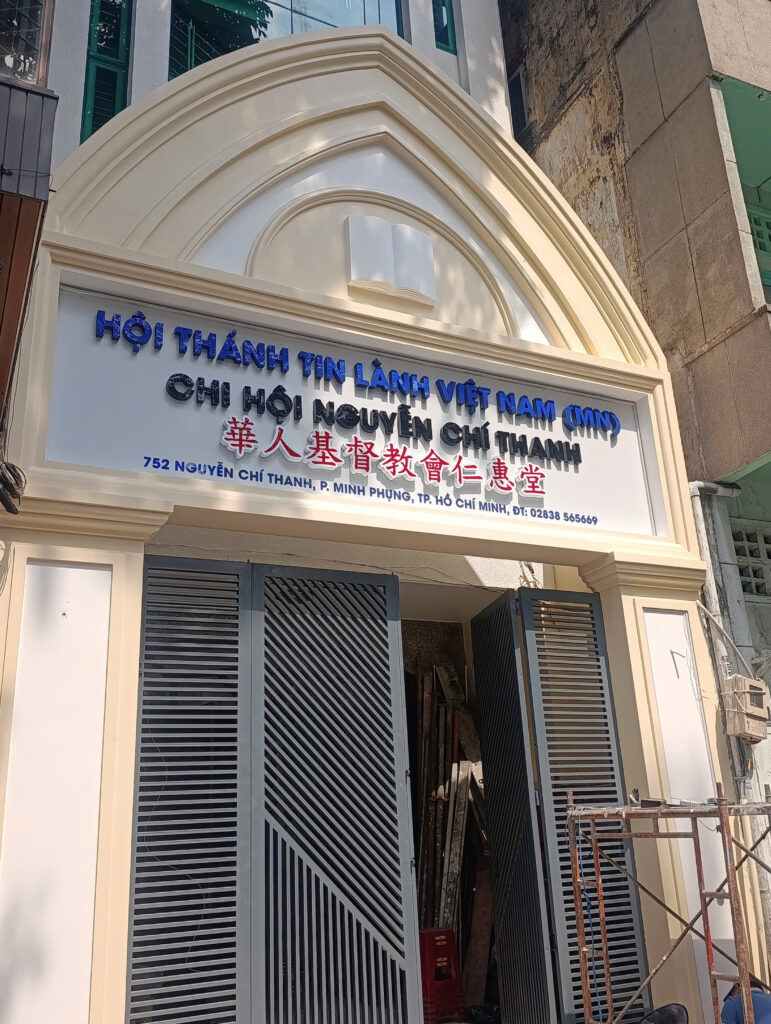 HỘI THÁNH TIN LÀNH VIỆT NAM (MN)
CHI HỘI NGUYỄN CHÍ THANH
華人基督教會仁惠堂
752 NGUYỄN CHÍ THANH, P. MINH PHỤNG, TP. HỒ CHÍ MINH, ĐT: 02838 565669